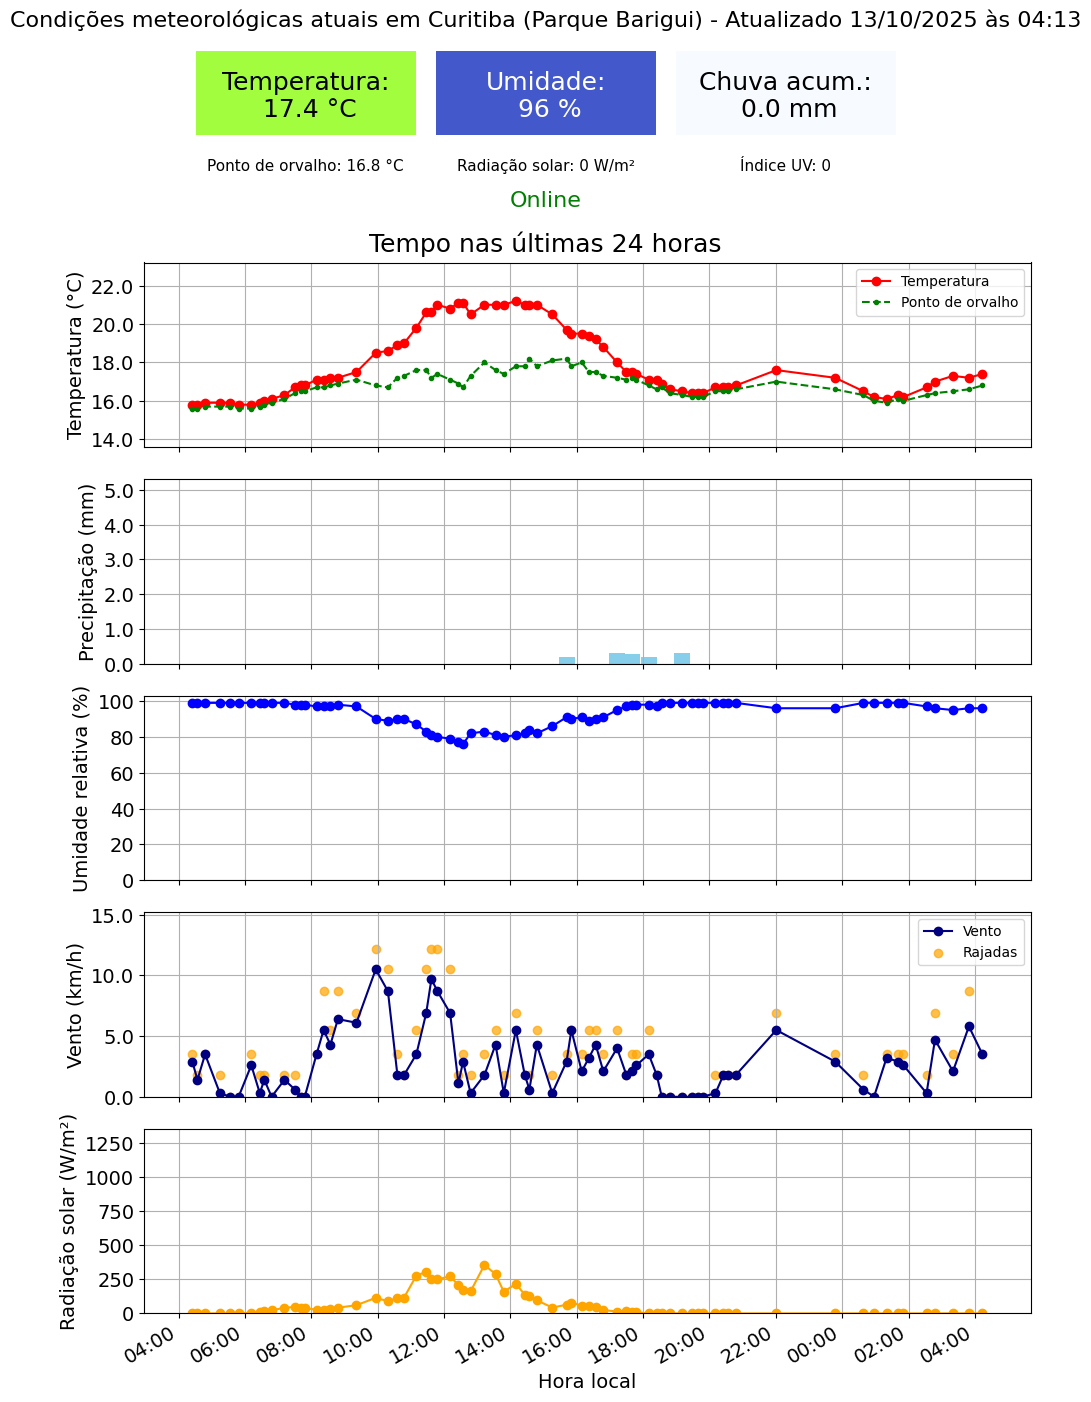 Condições meteorológicas atuais em Curitiba (Parque Barigui) - Atualizado 13/10/2025 às 04:13
Temperatura:
17.4 °C
Umidade:
96 %
Chuva acum.:
0.0 mm
Ponto de orvalho: 16.8 °C
Radiação solar: 0 W/m²
Índice UV: 0
Online
Tempo nas últimas 24 horas
Temperatura (°C)
22.0
20.0
18.0
16.0
14.0
Temperatura
Ponto de orvalho
Precipitação (mm)
5.0
4.0
3.0
2.0
1.0
0.0
Umidade relativa (%)
100
80
60
40
20
0
Vento (km/h)
15.0
10.0
5.0
0.0
Vento
Rajadas
Radiação solar (W/m²)
1250
1000
750
500
250
0
04:00 06:00 08:00 10:00 12:00 14:00 16:00 18:00 20:00 22:00 00:00 02:00 04:00
Hora local